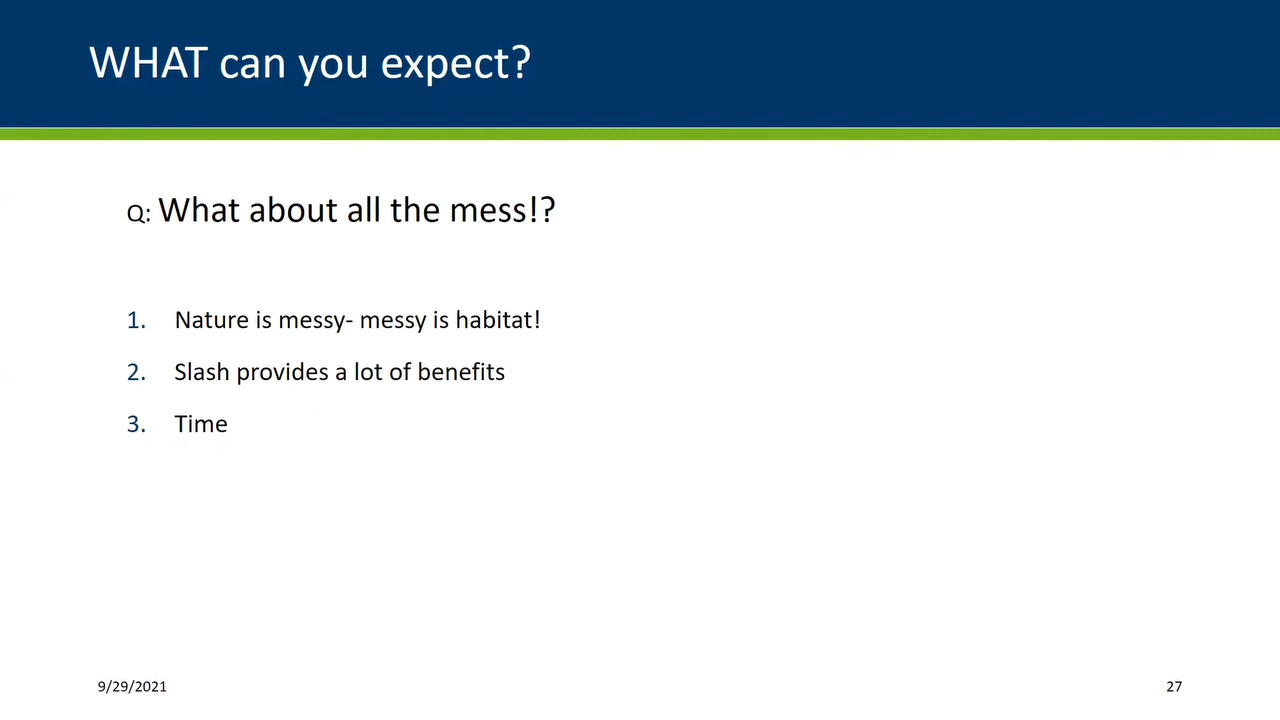 WHAT can you expect?
Q: What about all the mess!?
1. Nature is messy- messy is habitat!
2. Slash provides a lot of benefits
3. Time
9/29/2021
27